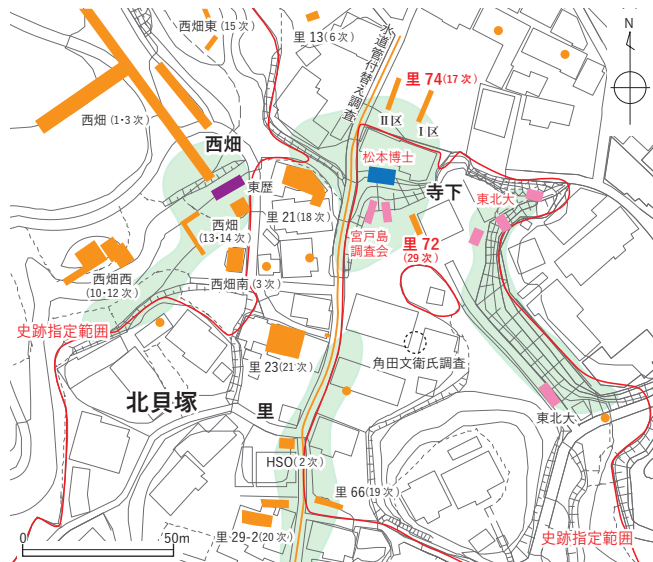 西畑東(15次)
里13(6次)
水道管付替え調査
N
里 74(17次)
Ⅱ区
Ⅰ区
西畑(1・3次)
西畑
松本博士
寺下
東北大
東歴
里 21(18次)
西畑
(13・14次)
宮戸島
調査会
里 72
(29次)
西畑西
(10・12次)
西畑南(3次)
史跡指定範囲
里 23(21次)
角田文衛氏調査
北貝塚
里
東北大
HSO(2次)
里 66(19次)
里 29-2(20次)
0
50m
史跡指定範囲